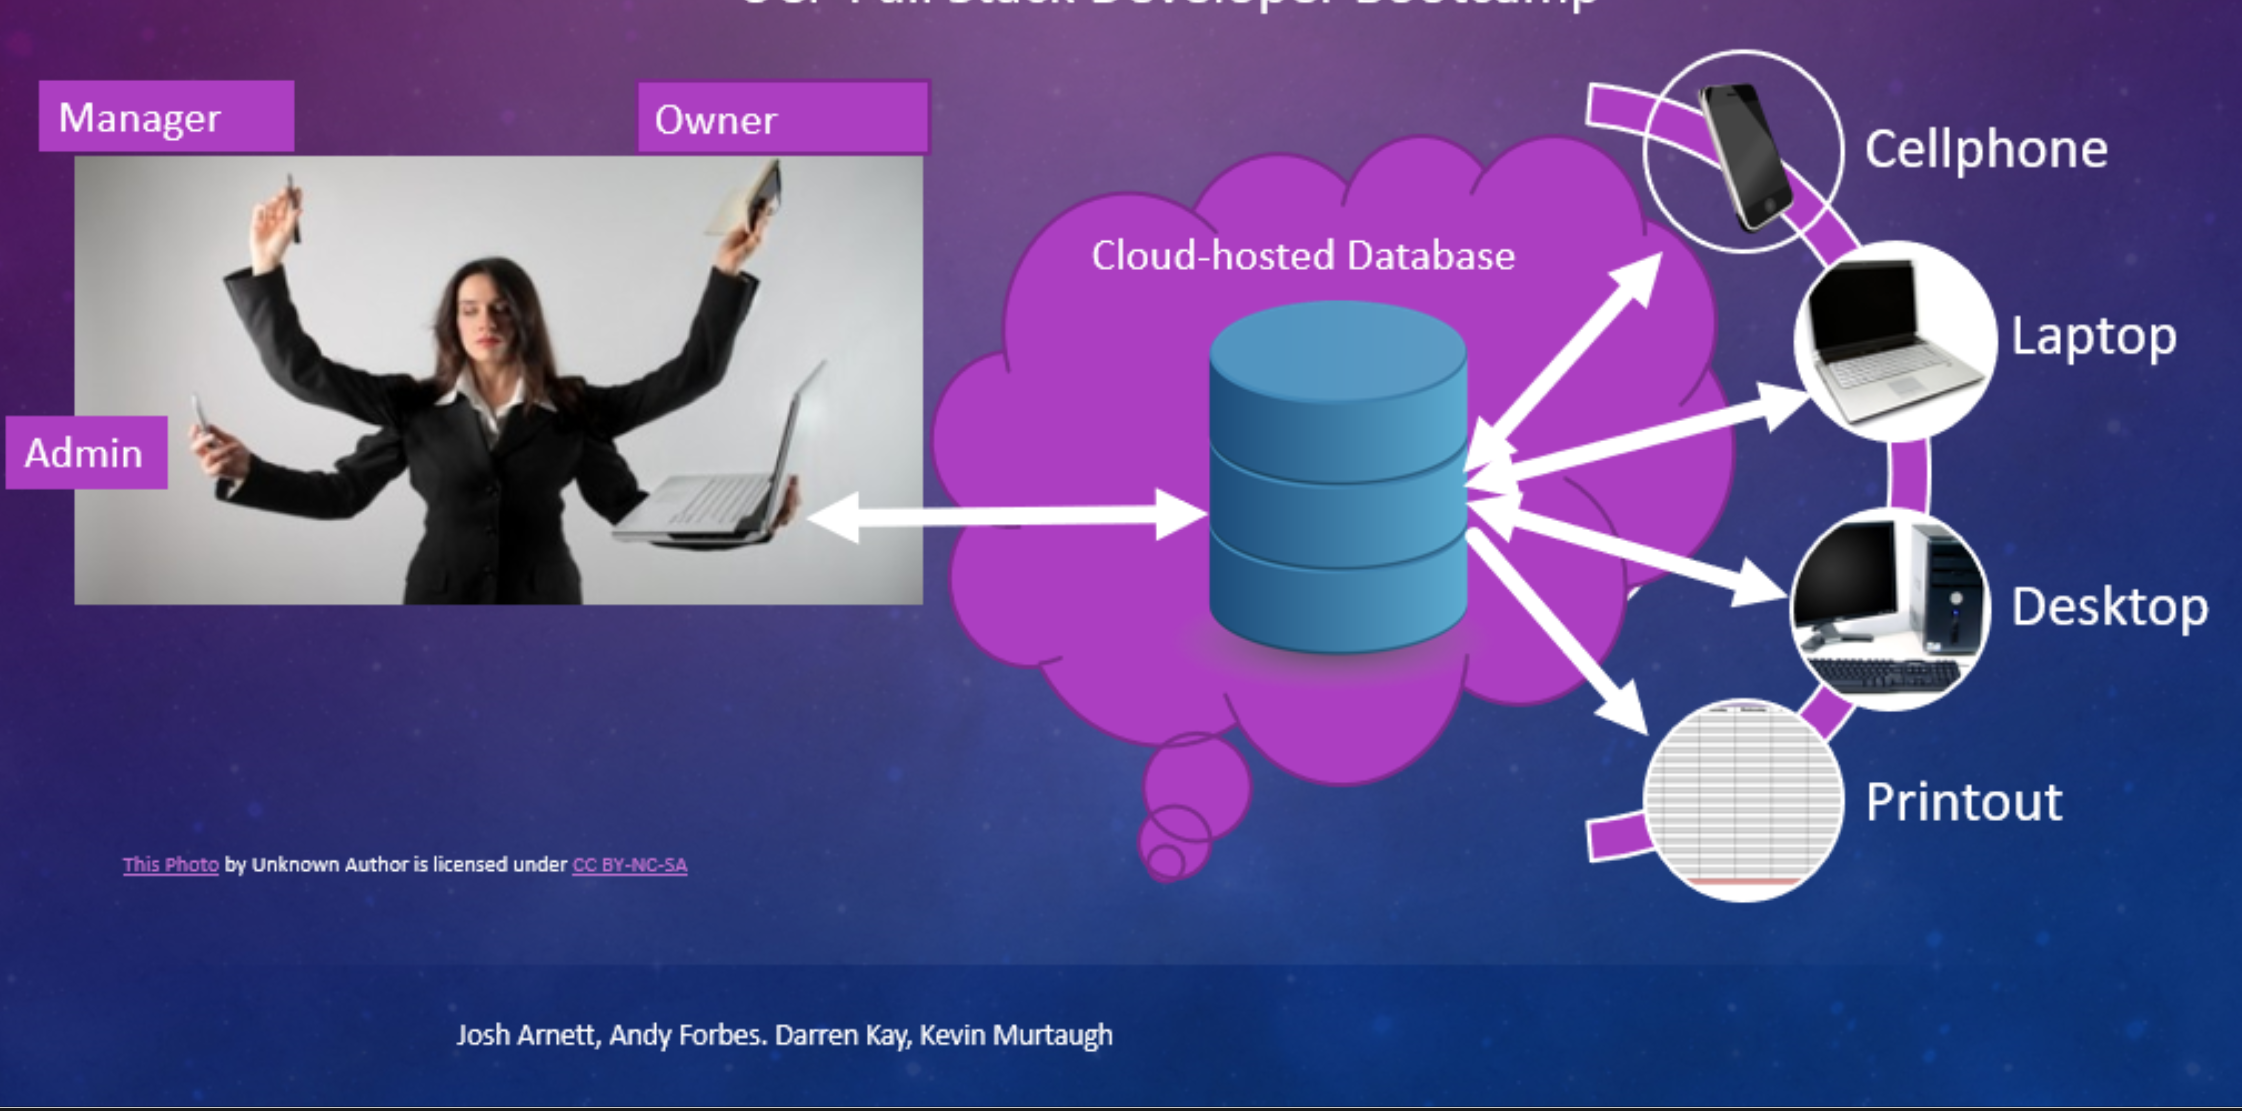 Full Stack Developer Bootcamp
Manager
Owner
Cellphone
Cloud-hosted Database
Laptop
Admin
Desktop
Printout
This Photo by Unknown Author is licensed under CC BY-NC-SA
Josh Arnett, Andy Forbes. Darren Kay, Kevin Murtaugh